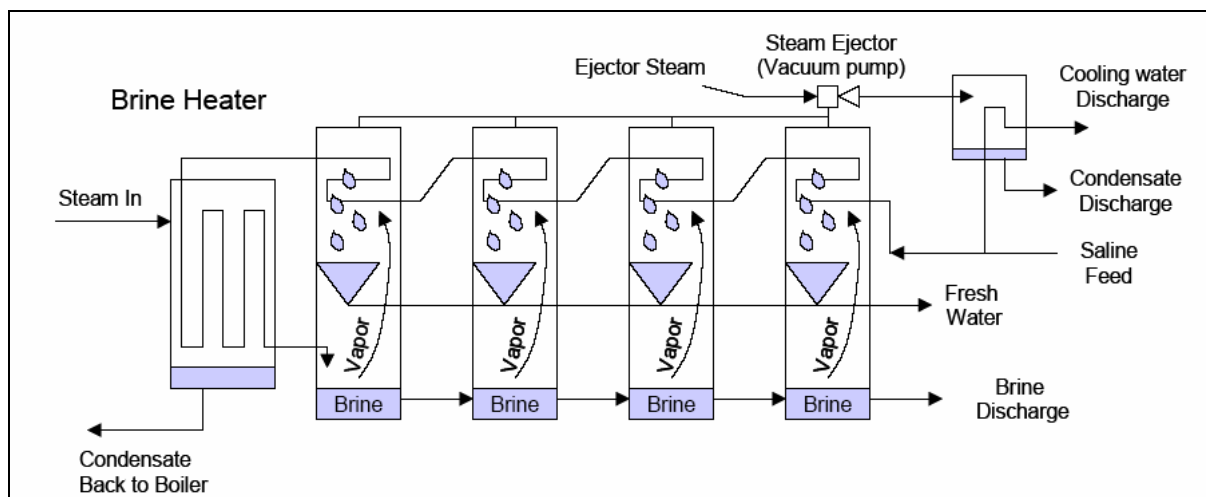 Steam Ejector
(Vacuum pump)
Ejector Steam
Cooling water
Discharge
Brine Heater
Steam In
Condensate
Discharge
Saline
Feed
Fresh
Water
Vapor
Vapor
Vapor
Vapor
Brine
Brine
Brine
Brine
Brine
Discharge
Condensate
Back to Boiler